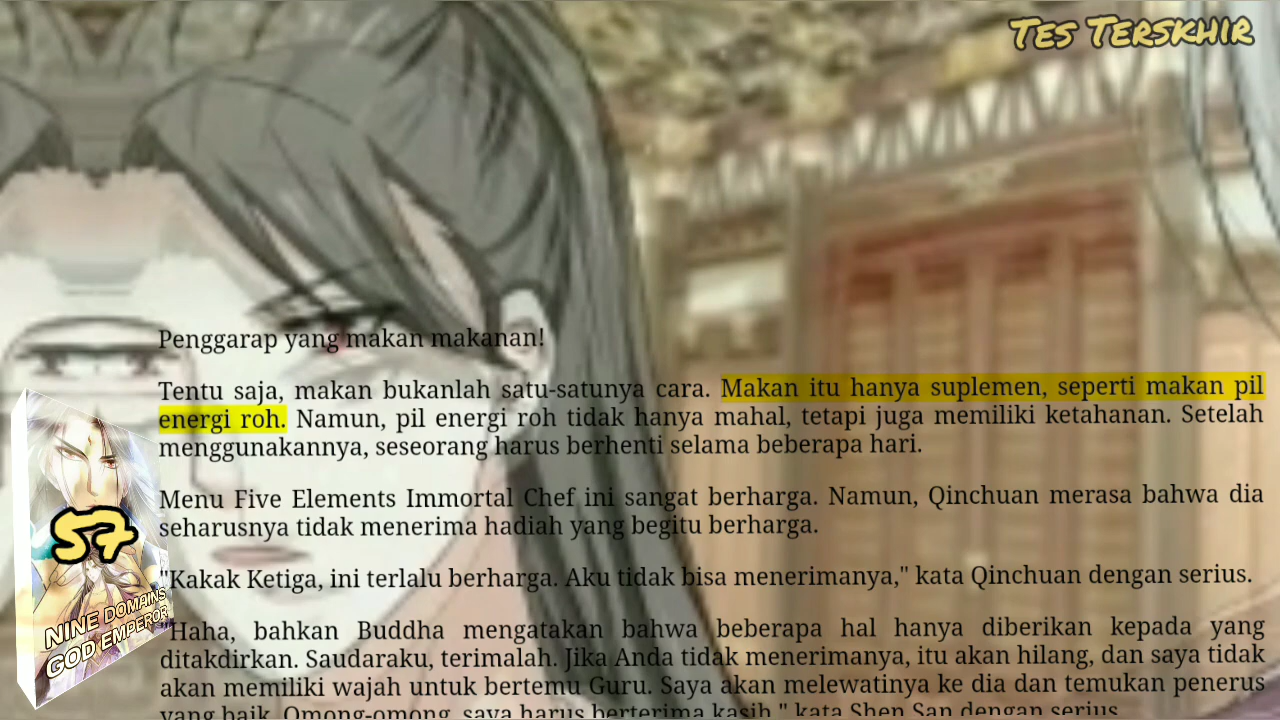 Tes Terskhir
Penggarap yang makan makanan!
Tentu saja, makan bukanlah satu-satunya cara. Makan itu hanya suplemen, seperti makan pil
energi roh. Namun, pil energi roh tidak hanya mahal, tetapi juga memiliki ketahanan. Setelah
menggunakannya, seseorang harus berhenti selama beberapa hari.
Menu Five Elements Immortal Chef ini sangat berharga. Namun, Qinchuan merasa bahwa dia
seharusnya tidak menerima hadiah yang begitu berharga.
"Kakak Ketiga, ini terlalu berharga. Aku tidak bisa menerimanya," kata Qinchuan dengan serius.
"Haha, bahkan Buddha mengatakan bahwa beberapa hal hanya diberikan kepada yang
ditakdirkan. Saudaraku, terimalah. Jika Anda tidak menerimanya, itu akan hilang, dan saya tidak
akan memiliki wajah untuk bertemu Guru. Saya akan melewatinya ke dia dan temukan penerus
yang baik. Omong-omong, saya harus berterima kasih," kata Shen San dengan serius.
57
NINE DOMAINS
GOD EMPEROR